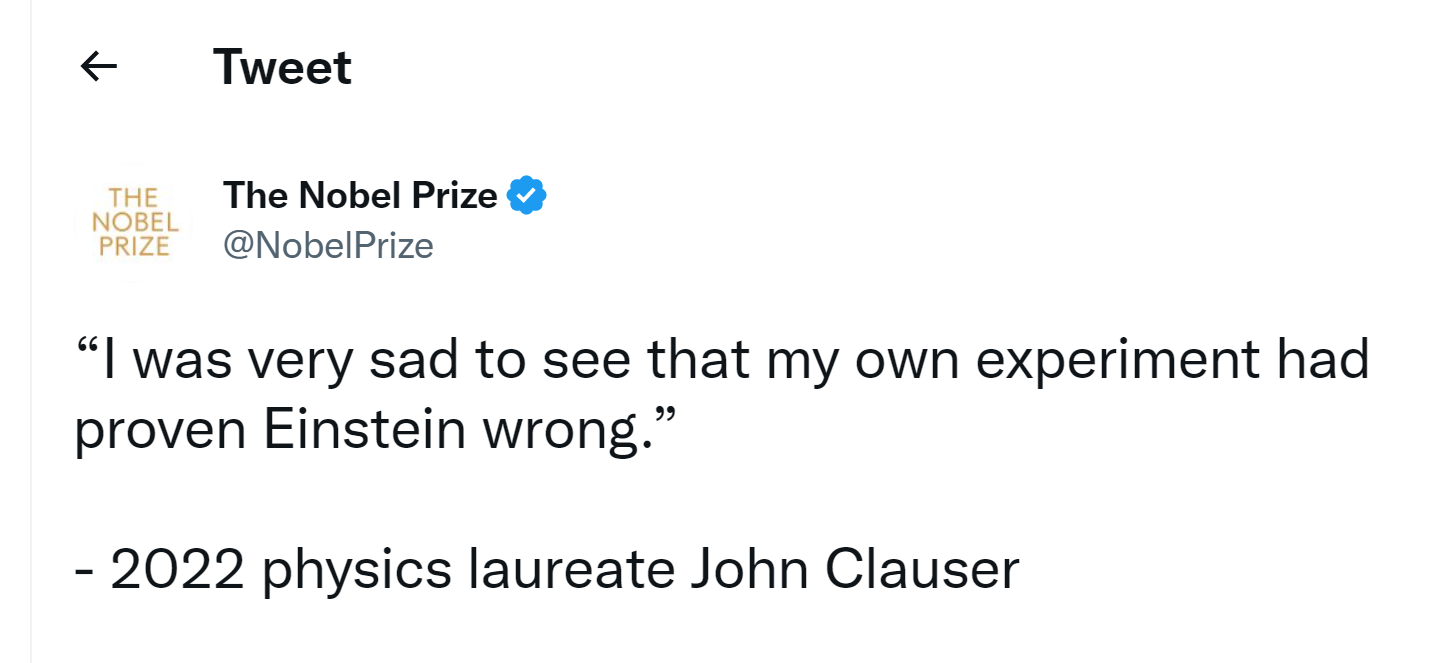 Tweet
THE
NOBEL
PRIZE
The Nobel Prize
@NobelPrize
“I was very sad to see that my own experiment had
proven Einstein wrong.”
- 2022 physics laureate John Clauser